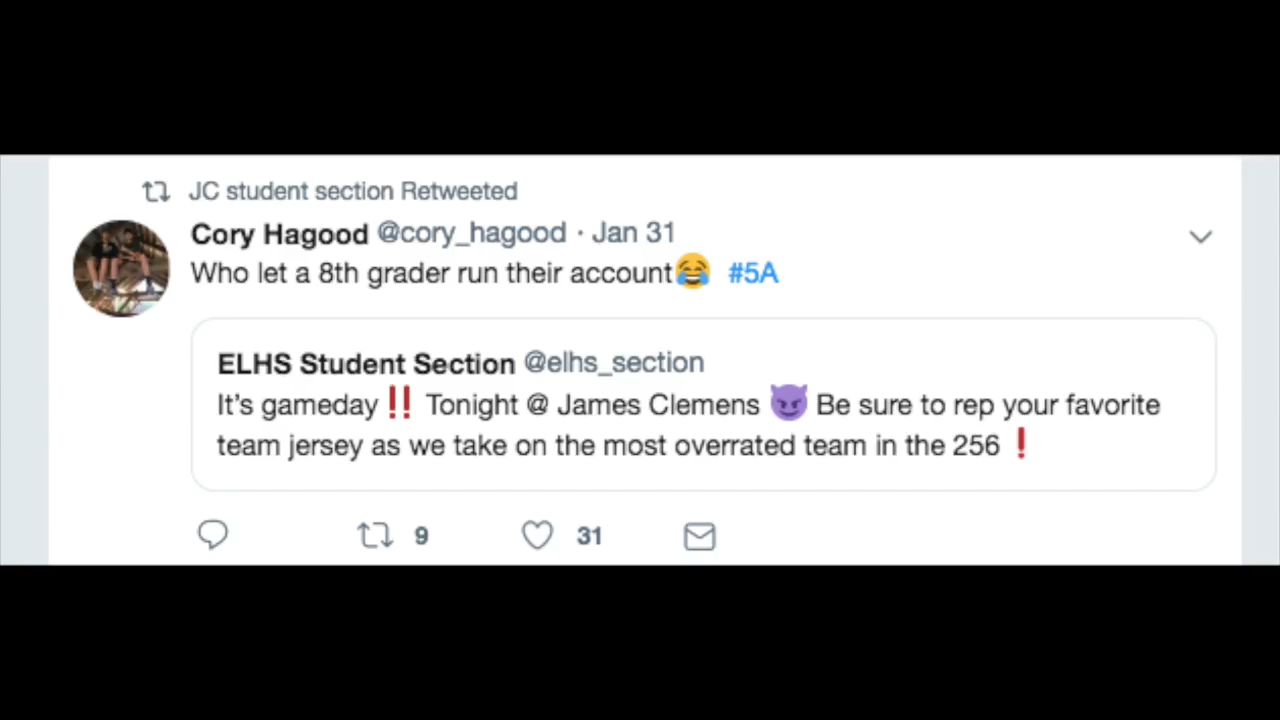 JC student section Retweeted
Cory Hagood @cory_hagood · Jan 31
Who let a 8th grader run their account😂 #5A
ELHS Student Section @elhs_section
It's gameday‼️ Tonight @ James Clemens 😈 Be sure to rep your favorite
team jersey as we take on the most overrated team in the 256❗
9 31